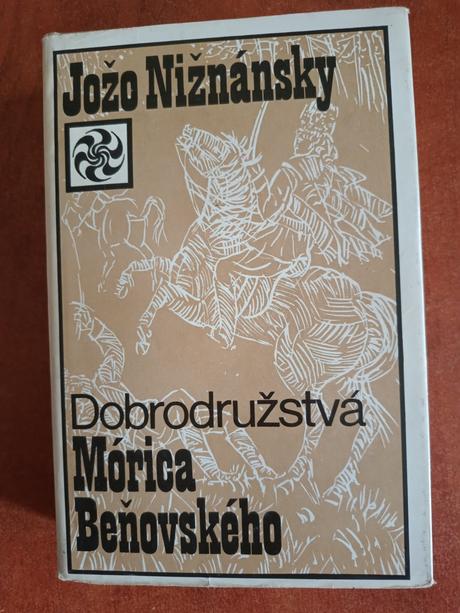 Jožo Nižnánsky
Dobrodružstvá
Mórica
Beňovského